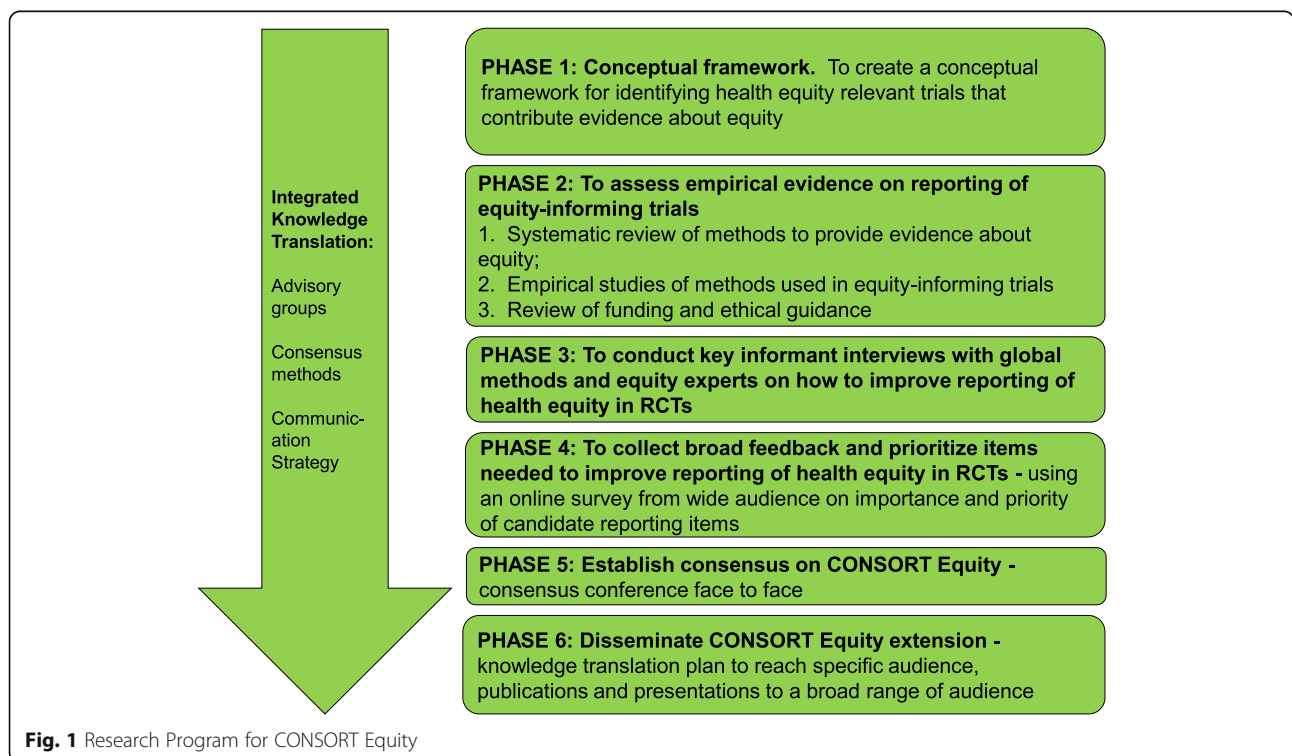 Integrated
Knowledge
Translation:
Advisory
groups
Consensus
methods
Communic-
ation
Strategy
PHASE 1: Conceptual framework. To create a conceptual
framework for identifying health equity relevant trials that
contribute evidence about equity
PHASE 2: To assess empirical evidence on reporting of
equity-informing trials
1. Systematic review of methods to provide evidence about
equity;
2. Empirical studies of methods used in equity-informing trials
3. Review of funding and ethical guidance
PHASE 3: To conduct key informant interviews with global
methods and equity experts on how to improve reporting of
health equity in RCTs
PHASE 4: To collect broad feedback and prioritize items
needed to improve reporting of health equity in RCTs - using
an online survey from wide audience on importance and priority
of candidate reporting items
PHASE 5: Establish consensus on CONSORT Equity -
consensus conference face to face
PHASE 6: Disseminate CONSORT Equity extension -
knowledge translation plan to reach specific audience,
publications and presentations to a broad range of audience
Fig. 1 Research Program for CONSORT Equity